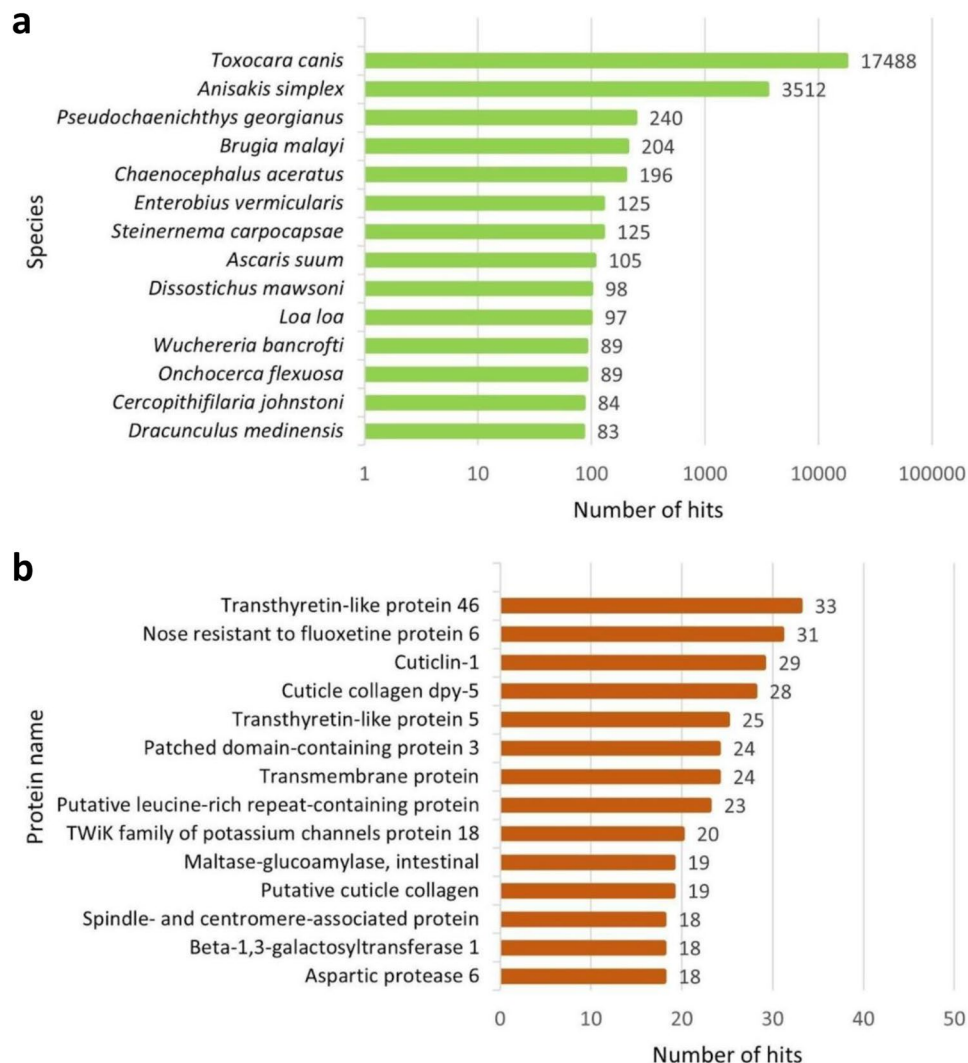 a
Species
Toxocara canis 17488
Anisakis simplex 3512
Pseudochaenichthys georgianus 240
Brugia malayi 204
Chaenocephalus aceratus 196
Enterobius vermicularis 125
Steinernema carpocapsae 125
Ascaris suum 105
Dissostichus mawsoni 98
Loa loa 97
Wuchereria bancrofti 89
Onchocerca flexuosa 89
Cercopithifilaria johnstoni 84
Dracunculus medinensis 83
1 10 100 1000 10000 100000
Number of hits
b
Protein name
Transthyretin-like protein 46 33
Nose resistant to fluoxetine protein 6 31
Cuticlin-1 29
Cuticle collagen dpy-5 28
Transthyretin-like protein 5 25
Patched domain-containing protein 3 24
Transmembrane protein 24
Putative leucine-rich repeat-containing protein 23
TWiK family of potassium channels protein 18 20
Maltase-glucoamylase, intestinal 19
Putative cuticle collagen 19
Spindle- and centromere-associated protein 18
Beta-1,3-galactosyltransferase 1 18
Aspartic protease 6 18
0 10 20 30 40 50
Number of hits